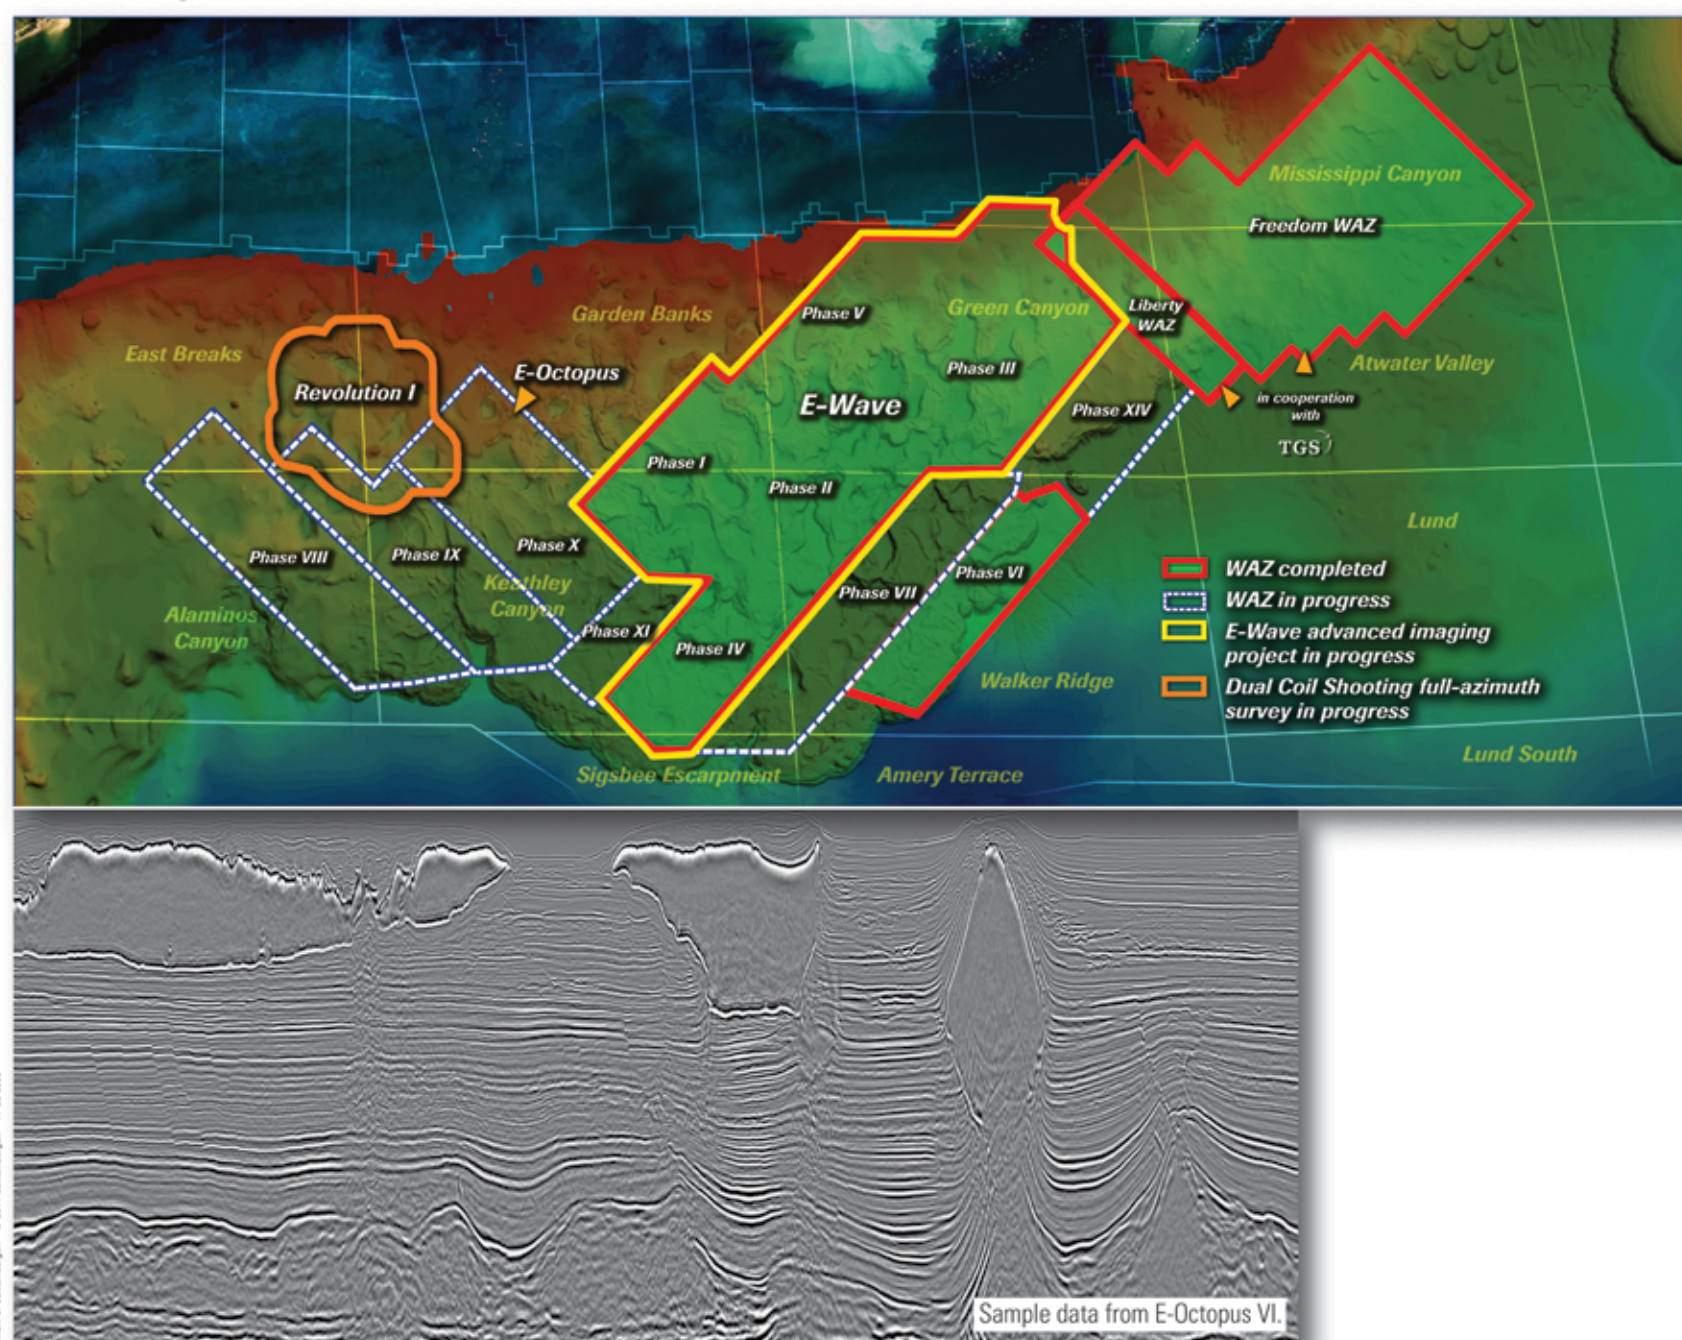 Mississippi Canyon
Freedom WAZ
Garden Banks
Phase V
Green Canyon
Liberty
WAZ
East Breaks
E-Octopus
Revolution I
Phase III
Atwater Valley
E-Wave
Phase XIV
in cooperation
with
TGS
Phase I
Phase II
Lund
Phase VIII
Phase IX
Phase X
Keathley
Canyon
Phase VII
Phase VI
Alaminos
Canyon
Phase XI
Phase IV
Walker Ridge
WAZ completed
WAZ in progress
E-Wave advanced imaging
project in progress
Dual Coil Shooting full-azimuth
survey in progress
Lund South
Sigsbee Escarpment
Amery Terrace
Sample data from E-Octopus VI.